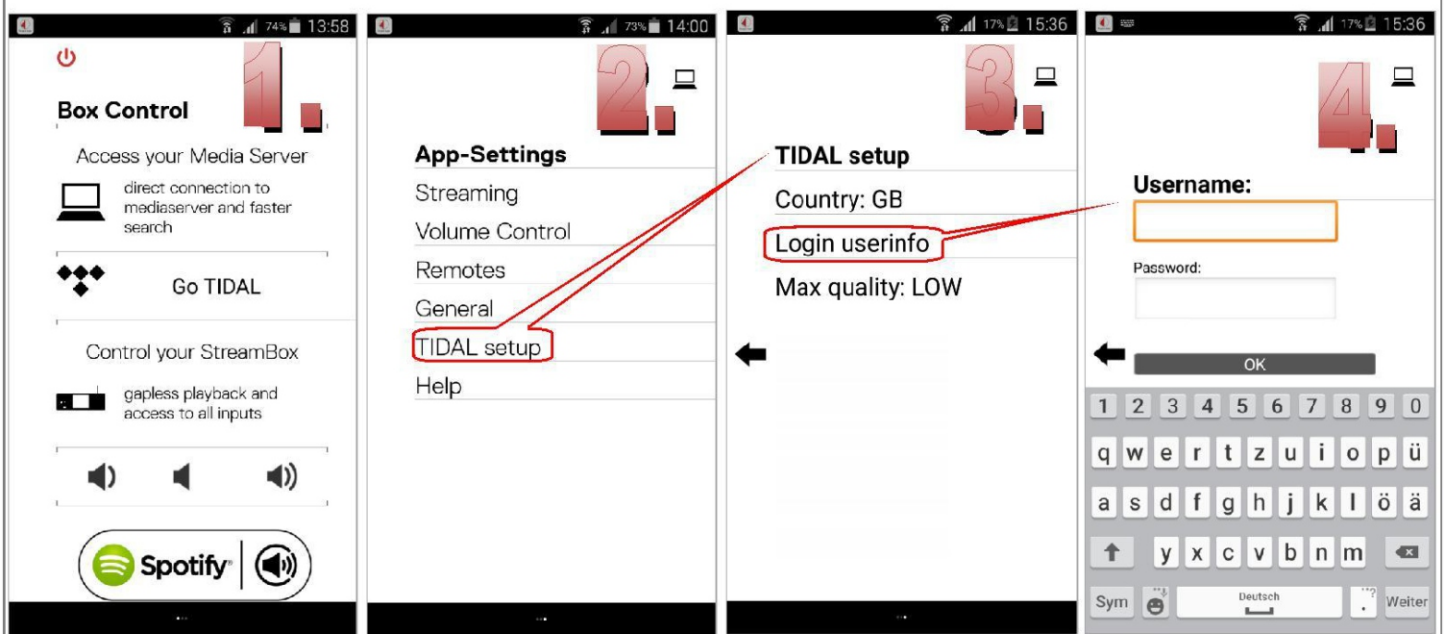 74% 13:58
1.
Box Control
Access your Media Server
direct connection to
mediaserver and faster
search
Go TIDAL
Control your StreamBox
gapless playback and
access to all inputs
Spotify
73% 14:00
2.
App-Settings
Streaming
Volume Control
Remotes
General
TIDAL setup
Help
17% 15:36
3.
TIDAL setup
Country: GB
Login userinfo
Max quality: LOW
17% 15:36
4.
Username:
Password:
OK
1 2 3 4 5 6 7 8 9 0
q w e r t z u i o p ü
a s d f g h j k l ö ä
y x c v b n m
Sym Deutsch . Weiter